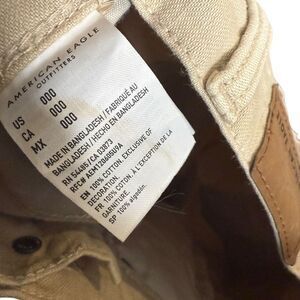 AMERICAN EAGLE
OUTFITTERS
US 000
CA 000
MX 000
MADE IN BANGLADESH / FABRIQUÉ AU
BANGLADESH / HECHO EN BANGLADESH
RN 54485/CA 03873
RFC# AEM120405URA
EN 100% COTTON. EXCLUSIVE OF
DECORATION.
FR 100% COTON. À L'EXCEPTION DE LA
GARNITURE.
SP 100% algodón.